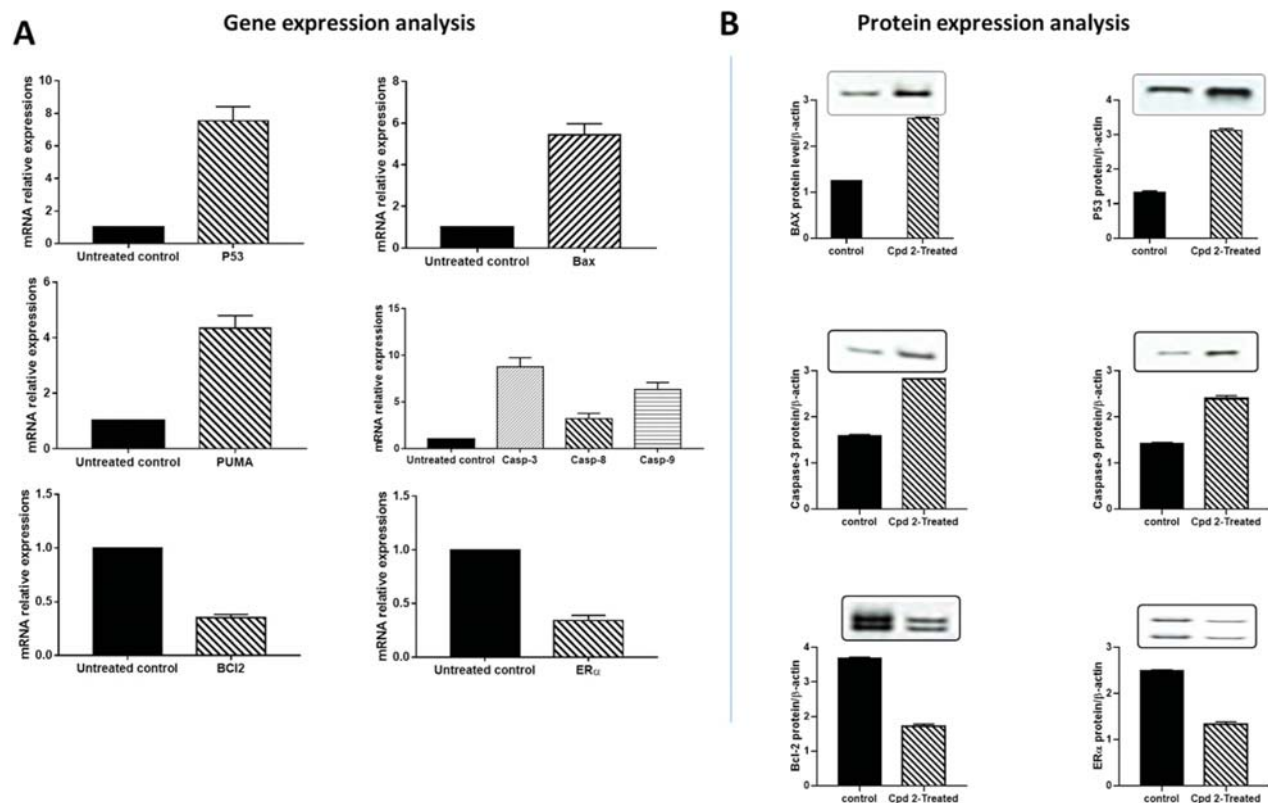 A
Gene expression analysis
mRNA relative expressions
10
8
6
4
2
0
Untreated control
P53
mRNA relative expressions
8
6
4
2
0
Untreated control
Bax
mRNA relative expressions
6
4
2
0
Untreated control
PUMA
mRNA relative expressions
15
10
5
0
Untreated control
Casp-3
Casp-8
Casp-9
mRNA relative expressions
1.5
1.0
0.5
0.0
Untreated control
BCl2
mRNA relative expressions
1.5
1.0
0.5
0.0
Untreated control
ERα
B
Protein expression analysis
BAX protein level/β-actin
3
2
1
0
control
Cpd 2-Treated
P53 protein/β-actin
4
3
2
1
0
control
Cpd 2-Treated
Caspase-3 protein/β-actin
3
2
1
0
control
Cpd 2-Treated
Caspase-9 protein/β-actin
3
2
1
0
control
Cpd 2-Treated
Bcl-2 protein/β-actin
4
3
2
1
0
control
Cpd 2-Treated
ERα protein/β-actin
3
2
1
0
control
Cpd 2-Treated